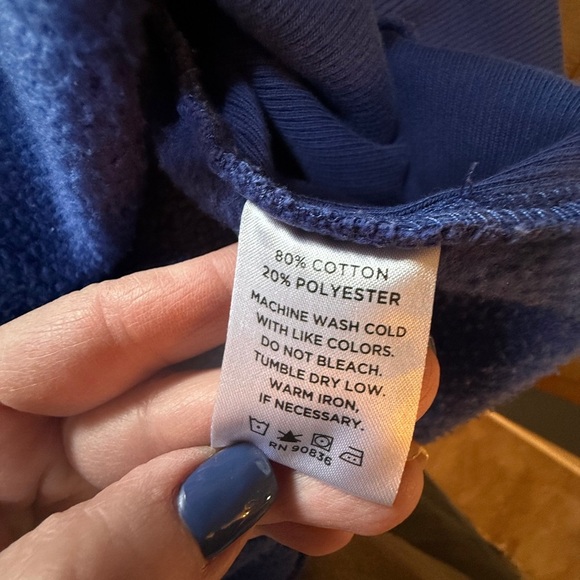 80% COTTON
20% POLYESTER
MACHINE WASH COLD
WITH LIKE COLORS.
DO NOT BLEACH.
TUMBLE DRY LOW.
WARM IRON,
IF NECESSARY.
RN 90836